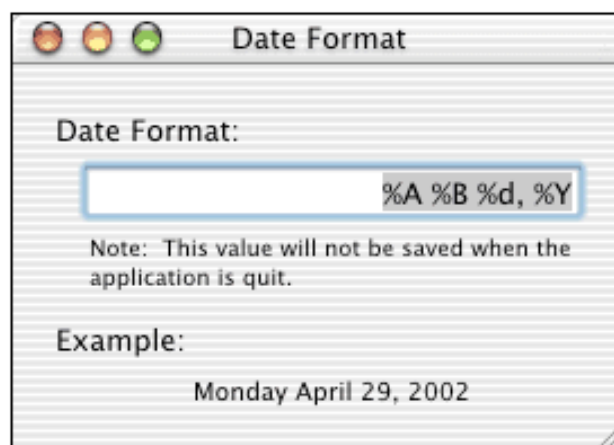 Date Format
Date Format:
%A %B %d, %Y
Note: This value will not be saved when the
application is quit.
Example:
Monday April 29, 2002